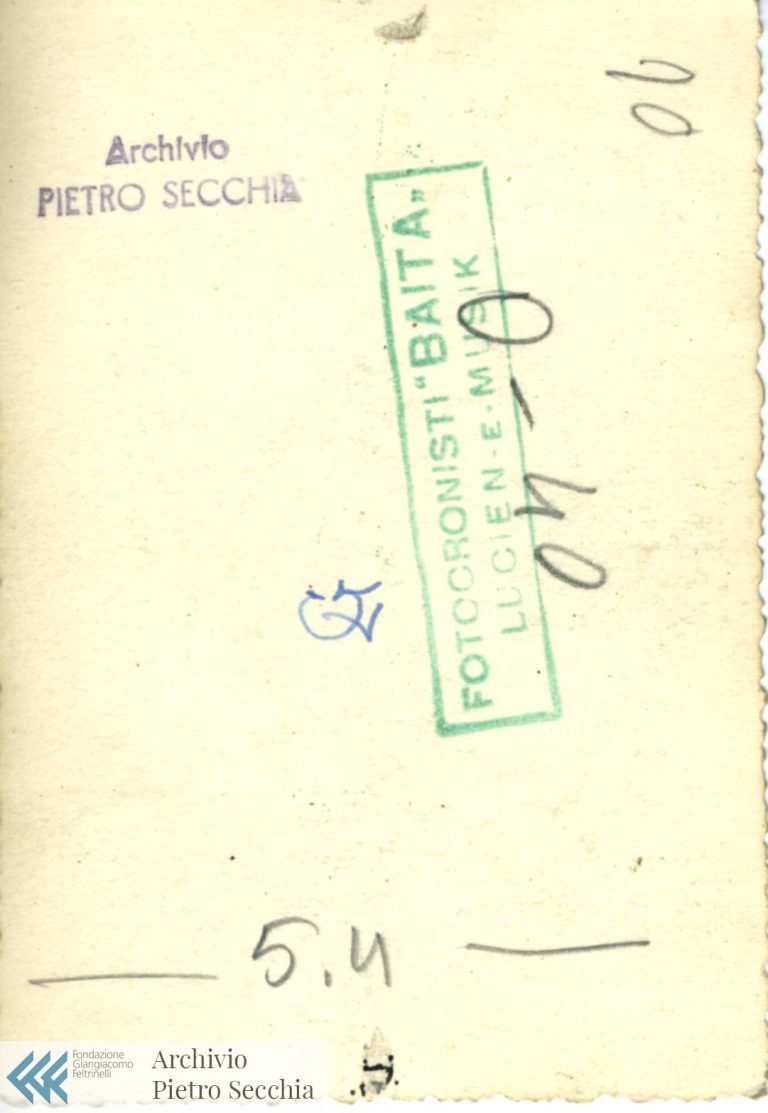 Archivio
PIETRO SECCHIA
FOTOCRONISTI "BAITA„
LUCIEN - E - MUSIK
5.4
Fondazione
Giangiacomo
Feltrinelli
Archivio
Pietro Secchia